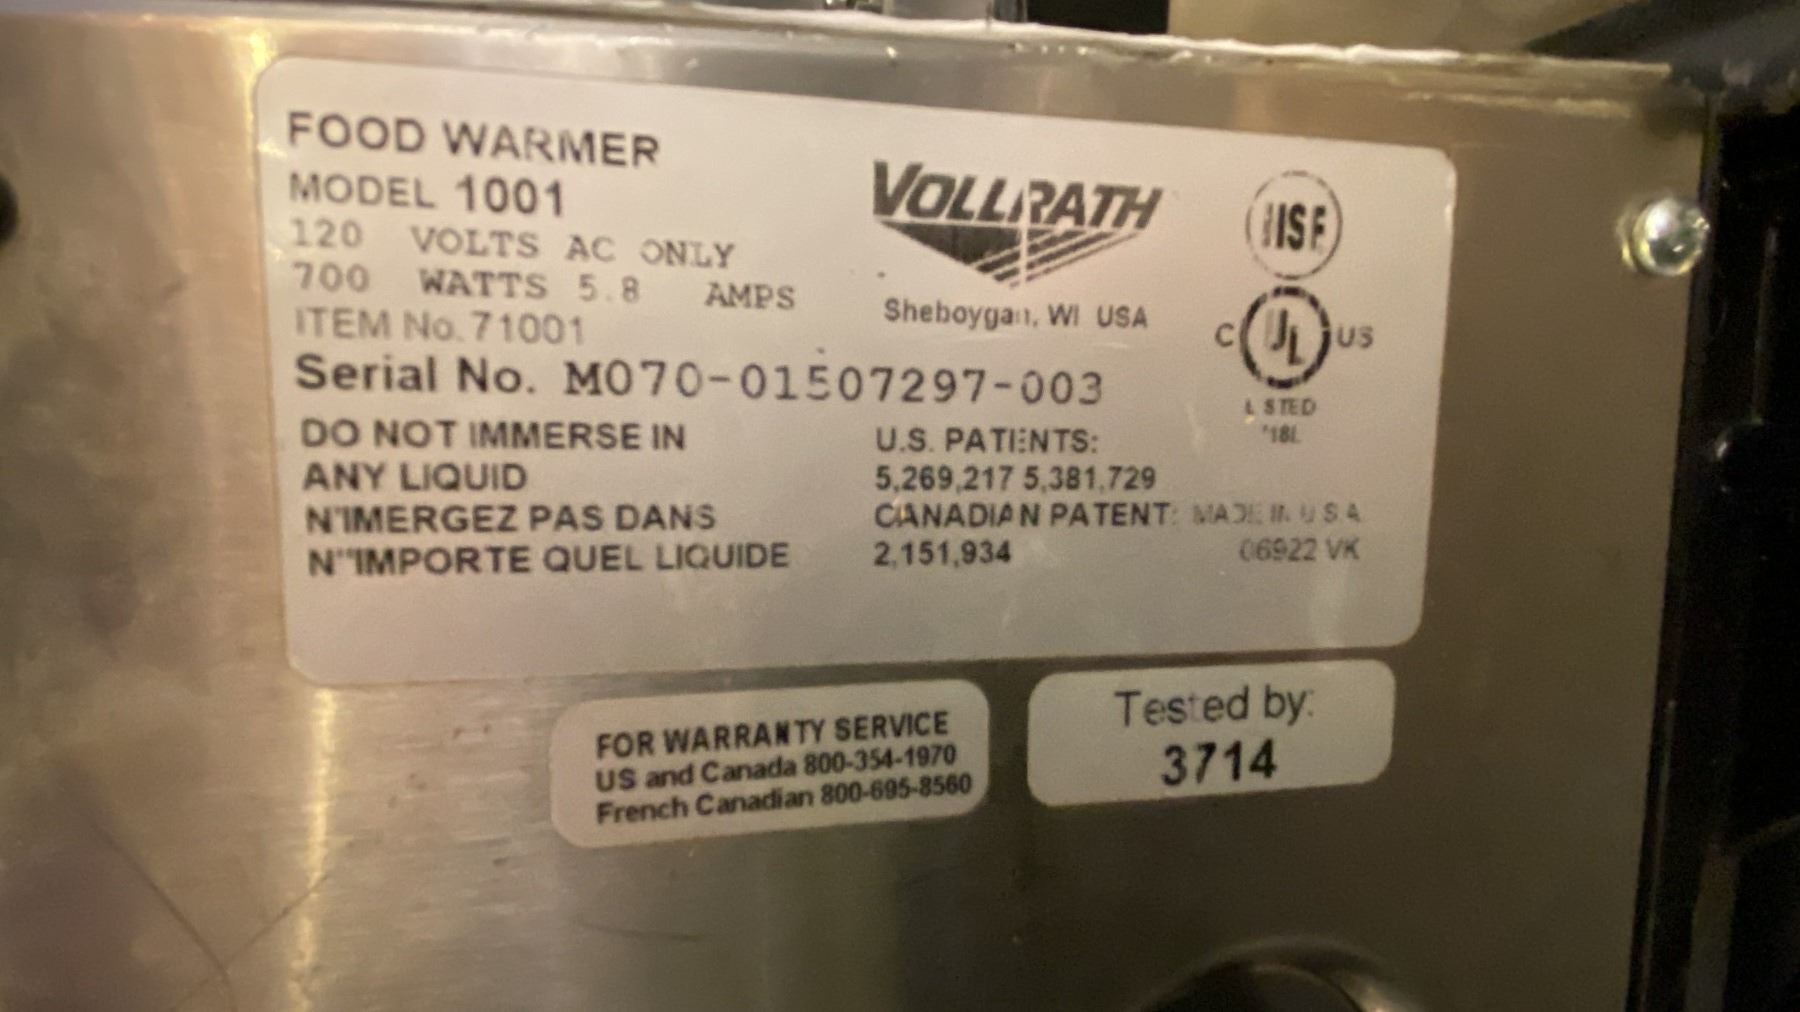 FOOD WARMER
MODEL 1001
120 VOLTS AC ONLY
700 WATTS 5.8 AMPS
ITEM No. 71001
Serial No. M070-01507297-003
DO NOT IMMERSE IN
ANY LIQUID
N'IMERGEZ PAS DANS
N"IMPORTE QUEL LIQUIDE
VOLLRATH
Sheboygan, WI USA
NSF
C UL US
LISTED
U.S. PATENTS:
5,269,217 5,381,729
CANADIAN PATENT:
2,151,934
MADE IN U S A
06922 VK
FOR WARRANTY SERVICE
US and Canada 800-354-1970
French Canadian 800-695-8560
Tested by:
3714